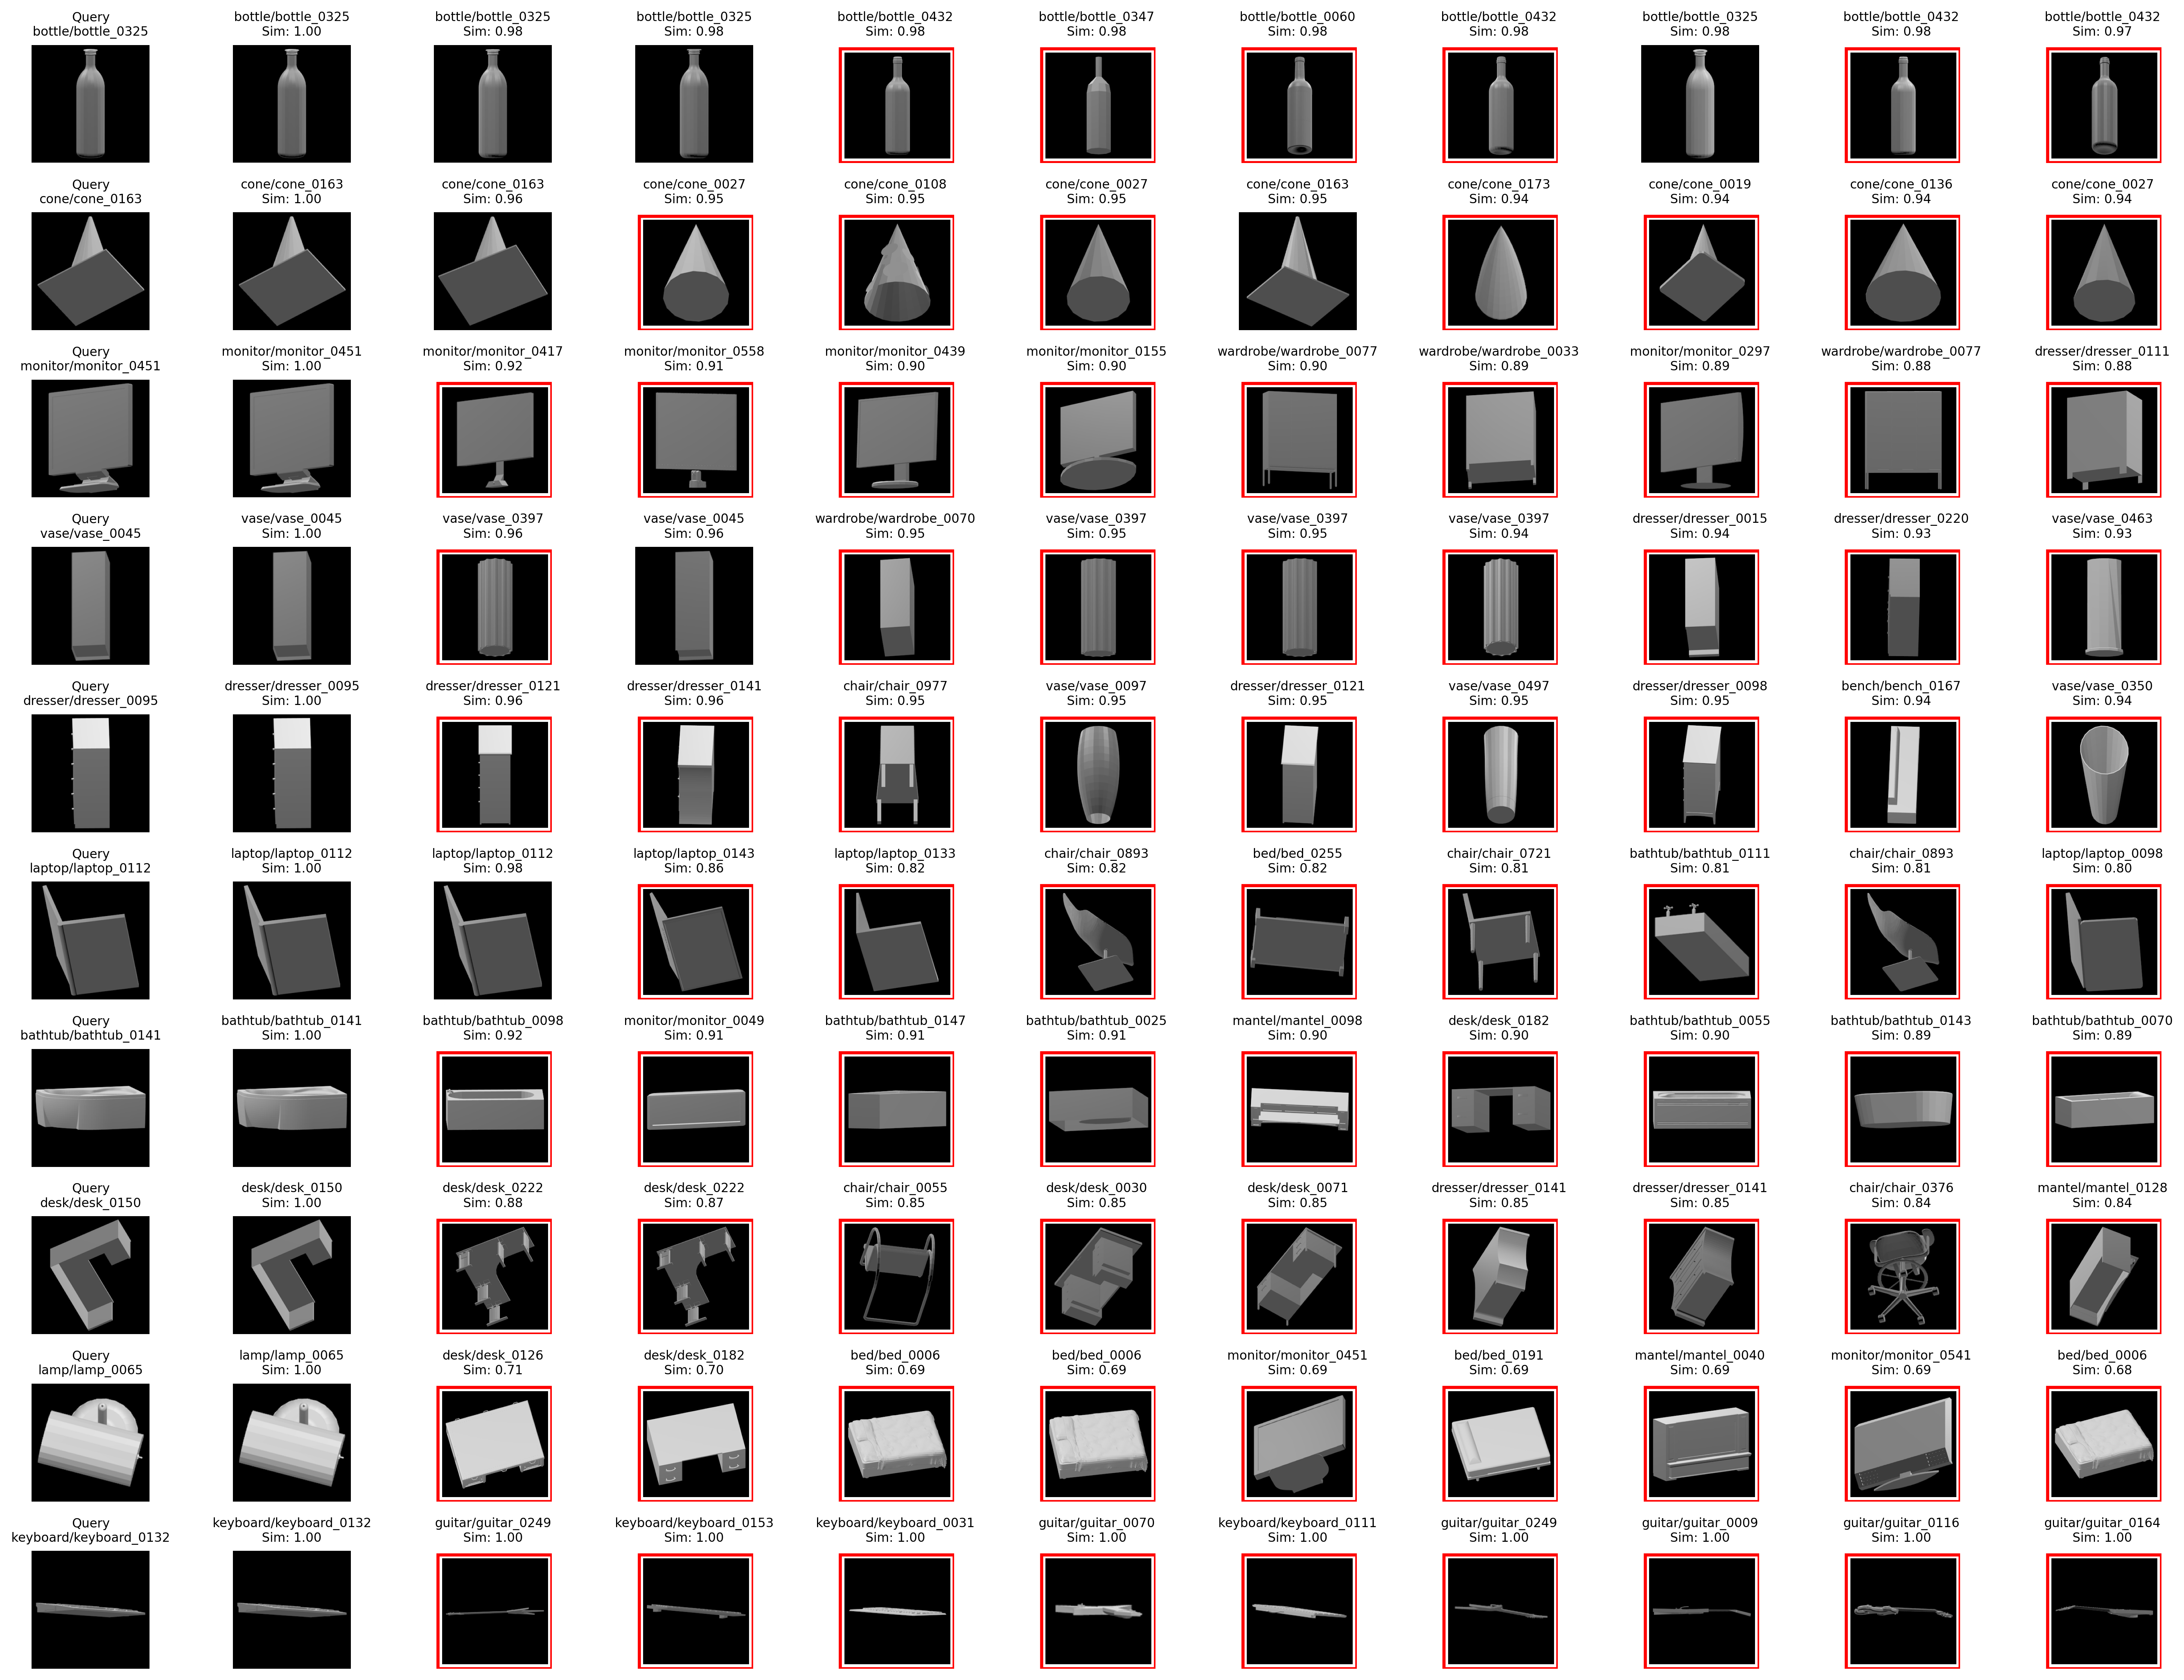 Query
bottle/bottle_0325
bottle/bottle_0325
Sim: 1.00
bottle/bottle_0325
Sim: 0.98
bottle/bottle_0325
Sim: 0.98
bottle/bottle_0432
Sim: 0.98
bottle/bottle_0347
Sim: 0.98
bottle/bottle_0060
Sim: 0.98
bottle/bottle_0432
Sim: 0.98
bottle/bottle_0325
Sim: 0.98
bottle/bottle_0432
Sim: 0.98
bottle/bottle_0432
Sim: 0.97
Query
cone/cone_0163
cone/cone_0163
Sim: 1.00
cone/cone_0163
Sim: 0.96
cone/cone_0027
Sim: 0.95
cone/cone_0108
Sim: 0.95
cone/cone_0027
Sim: 0.95
cone/cone_0163
Sim: 0.95
cone/cone_0173
Sim: 0.94
cone/cone_0019
Sim: 0.94
cone/cone_0136
Sim: 0.94
cone/cone_0027
Sim: 0.94
Query
monitor/monitor_0451
monitor/monitor_0451
Sim: 1.00
monitor/monitor_0417
Sim: 0.92
monitor/monitor_0558
Sim: 0.91
monitor/monitor_0439
Sim: 0.90
monitor/monitor_0155
Sim: 0.90
wardrobe/wardrobe_0077
Sim: 0.90
wardrobe/wardrobe_0033
Sim: 0.89
monitor/monitor_0297
Sim: 0.89
wardrobe/wardrobe_0077
Sim: 0.88
dresser/dresser_0111
Sim: 0.88
Query
vase/vase_0045
vase/vase_0045
Sim: 1.00
vase/vase_0397
Sim: 0.96
vase/vase_0045
Sim: 0.96
wardrobe/wardrobe_0070
Sim: 0.95
vase/vase_0397
Sim: 0.95
vase/vase_0397
Sim: 0.95
vase/vase_0397
Sim: 0.94
dresser/dresser_0015
Sim: 0.94
dresser/dresser_0220
Sim: 0.93
vase/vase_0463
Sim: 0.93
Query
dresser/dresser_0095
dresser/dresser_0095
Sim: 1.00
dresser/dresser_0121
Sim: 0.96
dresser/dresser_0141
Sim: 0.96
chair/chair_0977
Sim: 0.95
vase/vase_0097
Sim: 0.95
dresser/dresser_0121
Sim: 0.95
vase/vase_0497
Sim: 0.95
dresser/dresser_0098
Sim: 0.95
bench/bench_0167
Sim: 0.94
vase/vase_0350
Sim: 0.94
Query
laptop/laptop_0112
laptop/laptop_0112
Sim: 1.00
laptop/laptop_0112
Sim: 0.98
laptop/laptop_0143
Sim: 0.86
laptop/laptop_0133
Sim: 0.82
chair/chair_0893
Sim: 0.82
bed/bed_0255
Sim: 0.82
chair/chair_0721
Sim: 0.81
bathtub/bathtub_0111
Sim: 0.81
chair/chair_0893
Sim: 0.81
laptop/laptop_0098
Sim: 0.80
Query
bathtub/bathtub_0141
bathtub/bathtub_0141
Sim: 1.00
bathtub/bathtub_0098
Sim: 0.92
monitor/monitor_0049
Sim: 0.91
bathtub/bathtub_0147
Sim: 0.91
bathtub/bathtub_0025
Sim: 0.91
mantel/mantel_0098
Sim: 0.90
desk/desk_0182
Sim: 0.90
bathtub/bathtub_0055
Sim: 0.90
bathtub/bathtub_0143
Sim: 0.89
bathtub/bathtub_0070
Sim: 0.89
Query
desk/desk_0150
desk/desk_0150
Sim: 1.00
desk/desk_0222
Sim: 0.88
desk/desk_0222
Sim: 0.87
chair/chair_0055
Sim: 0.85
desk/desk_0030
Sim: 0.85
desk/desk_0071
Sim: 0.85
dresser/dresser_0141
Sim: 0.85
dresser/dresser_0141
Sim: 0.85
chair/chair_0376
Sim: 0.84
mantel/mantel_0128
Sim: 0.84
Query
lamp/lamp_0065
lamp/lamp_0065
Sim: 1.00
desk/desk_0126
Sim: 0.71
desk/desk_0182
Sim: 0.70
bed/bed_0006
Sim: 0.69
bed/bed_0006
Sim: 0.69
monitor/monitor_0451
Sim: 0.69
bed/bed_0191
Sim: 0.69
mantel/mantel_0040
Sim: 0.69
monitor/monitor_0541
Sim: 0.69
bed/bed_0006
Sim: 0.68
Query
keyboard/keyboard_0132
keyboard/keyboard_0132
Sim: 1.00
guitar/guitar_0249
Sim: 1.00
keyboard/keyboard_0153
Sim: 1.00
keyboard/keyboard_0031
Sim: 1.00
guitar/guitar_0070
Sim: 1.00
keyboard/keyboard_0111
Sim: 1.00
guitar/guitar_0249
Sim: 1.00
guitar/guitar_0009
Sim: 1.00
guitar/guitar_0116
Sim: 1.00
guitar/guitar_0164
Sim: 1.00